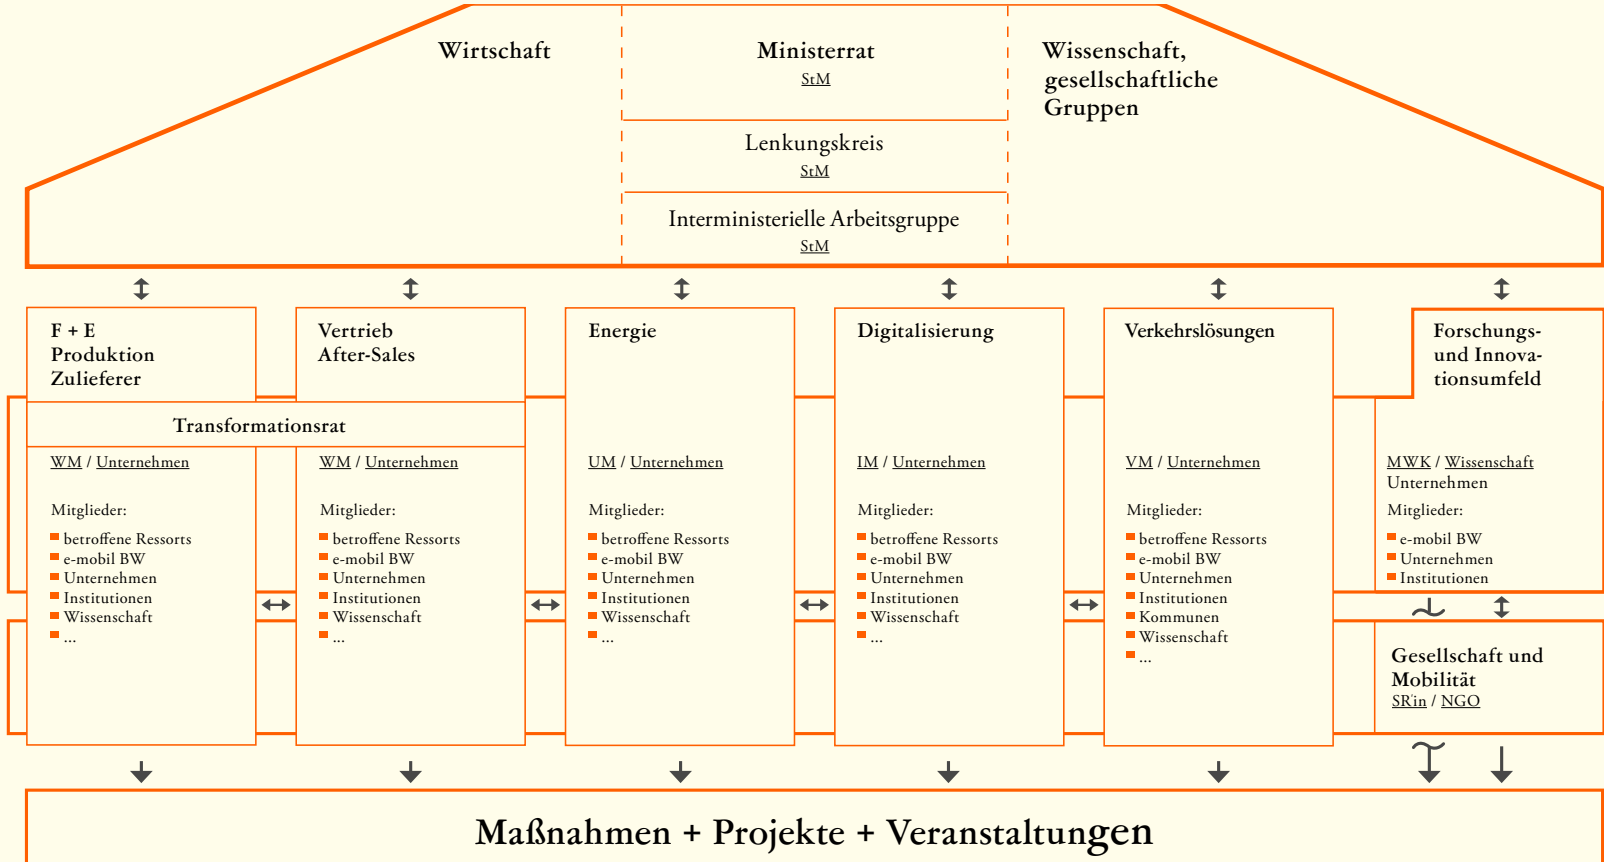 Wirtschaft
Ministerrat
StM
Wissenschaft,
gesellschaftliche
Gruppen
Lenkungskreis
StM
Interministerielle Arbeitsgruppe
StM
F + E
Produktion
Zulieferer
Vertrieb
After-Sales
Transformationsrat
WM / Unternehmen
Mitglieder:
betroffene Ressorts
e-mobil BW
Unternehmen
Institutionen
Wissenschaft
...
WM / Unternehmen
Mitglieder:
betroffene Ressorts
e-mobil BW
Unternehmen
Institutionen
Wissenschaft
...
Energie
UM / Unternehmen
Mitglieder:
betroffene Ressorts
e-mobil BW
Unternehmen
Institutionen
Wissenschaft
...
Digitalisierung
IM / Unternehmen
Mitglieder:
betroffene Ressorts
e-mobil BW
Unternehmen
Institutionen
Wissenschaft
...
Verkehrslösungen
VM / Unternehmen
Mitglieder:
betroffene Ressorts
e-mobil BW
Unternehmen
Institutionen
Kommunen
Wissenschaft
...
Forschungs-
und Innova-
tionsumfeld
MWK / Wissenschaft
Unternehmen
Mitglieder:
e-mobil BW
Unternehmen
Institutionen
Gesellschaft und
Mobilität
SR'in / NGO
Maßnahmen + Projekte + Veranstaltungen